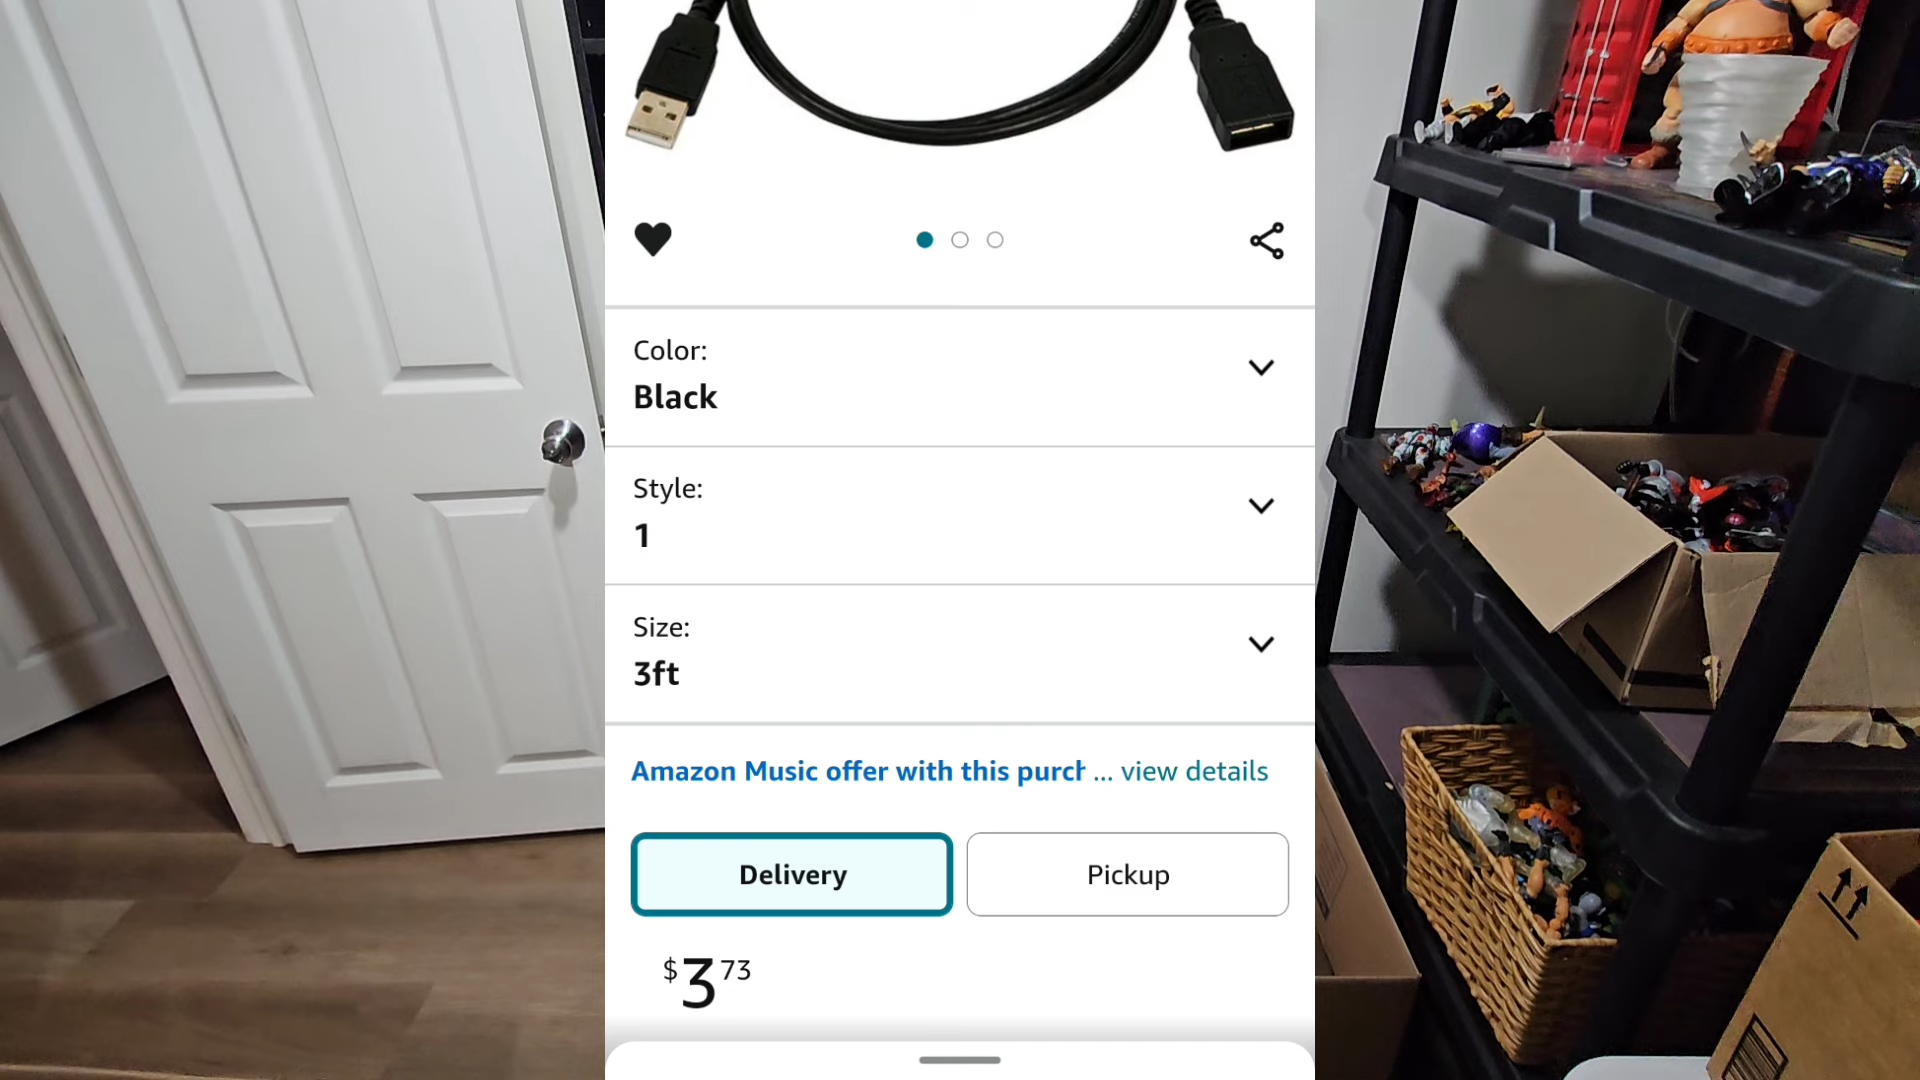 Color:
Black
Style:
1
Size:
3ft
Amazon Music offer with this purch ... view details
Delivery
Pickup
$3 73